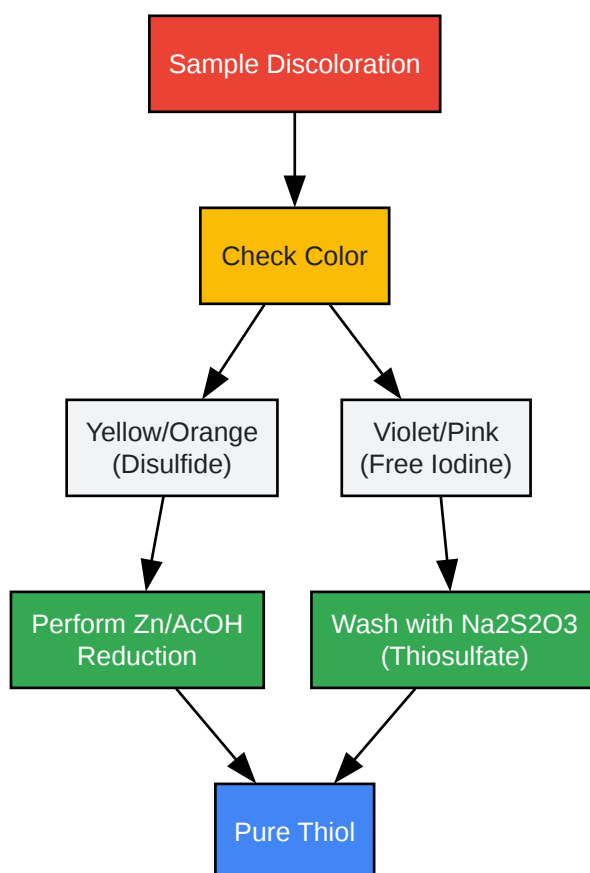 Sample Discoloration
Check Color
Yellow/Orange
(Disulfide)
Violet/Pink
(Free Iodine)
Perform Zn/AcOH
Reduction
Wash with Na2S2O3
(Thiosulfate)
Pure Thiol